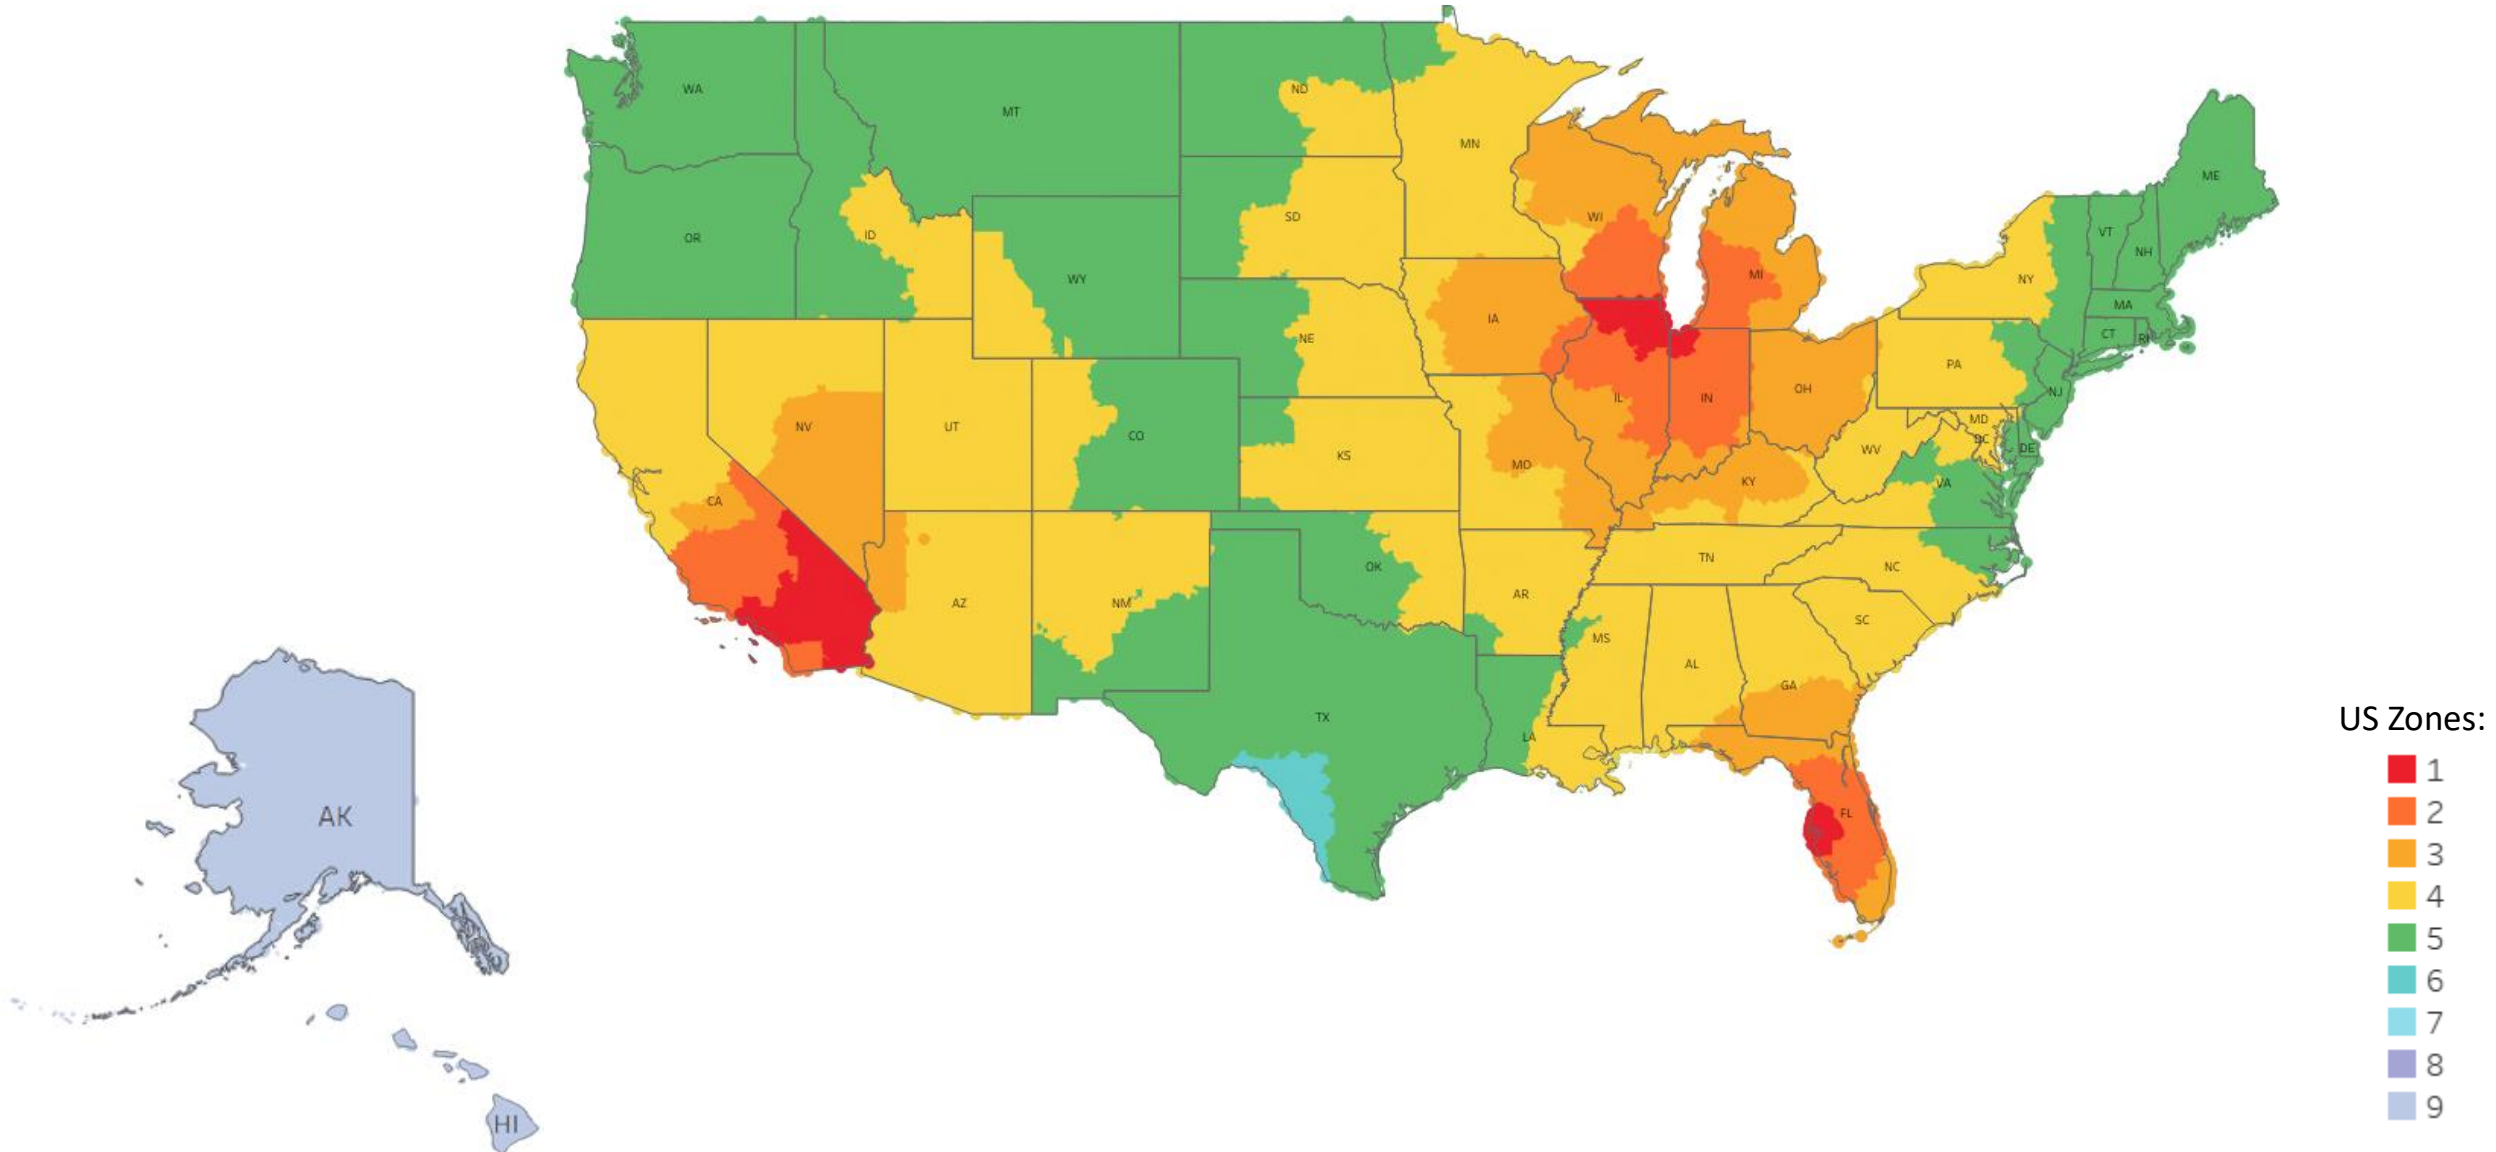 WA
MT
ND
MN
ME
OR
ID
WY
SD
WI
MI
VT
NH
NY
MA
CT
RI
NV
UT
CO
NE
IA
IL
IN
OH
PA
NJ
MD
DC
DE
WV
VA
KS
MO
KY
CA
AZ
NM
OK
AR
TN
NC
SC
MS
AL
GA
TX
LA
FL
AK
HI
US Zones:
1
2
3
4
5
6
7
8
9